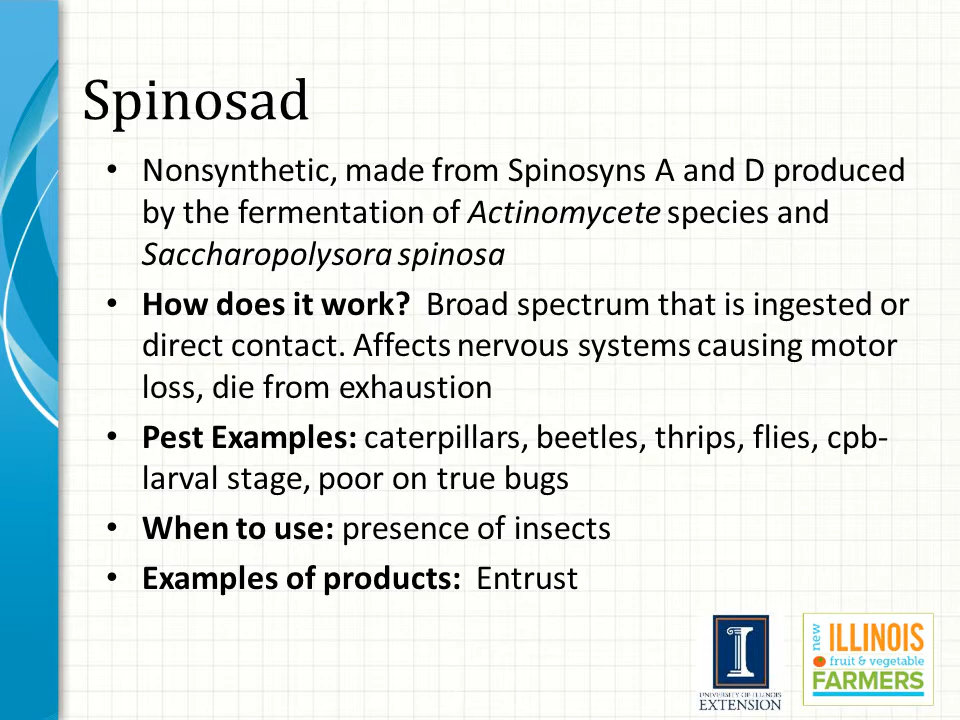 Spinosad
• Nonsynthetic, made from Spinosyns A and D produced
by the fermentation of Actinomycete species and
Saccharopolysora spinosa
• How does it work? Broad spectrum that is ingested or
direct contact. Affects nervous systems causing motor
loss, die from exhaustion
• Pest Examples: caterpillars, beetles, thrips, flies, cpb-
larval stage, poor on true bugs
• When to use: presence of insects
• Examples of products: Entrust
I
UNIVERSITY OF ILLINOIS
EXTENSION
new
ILLINOIS
fruit & vegetable
FARMERS